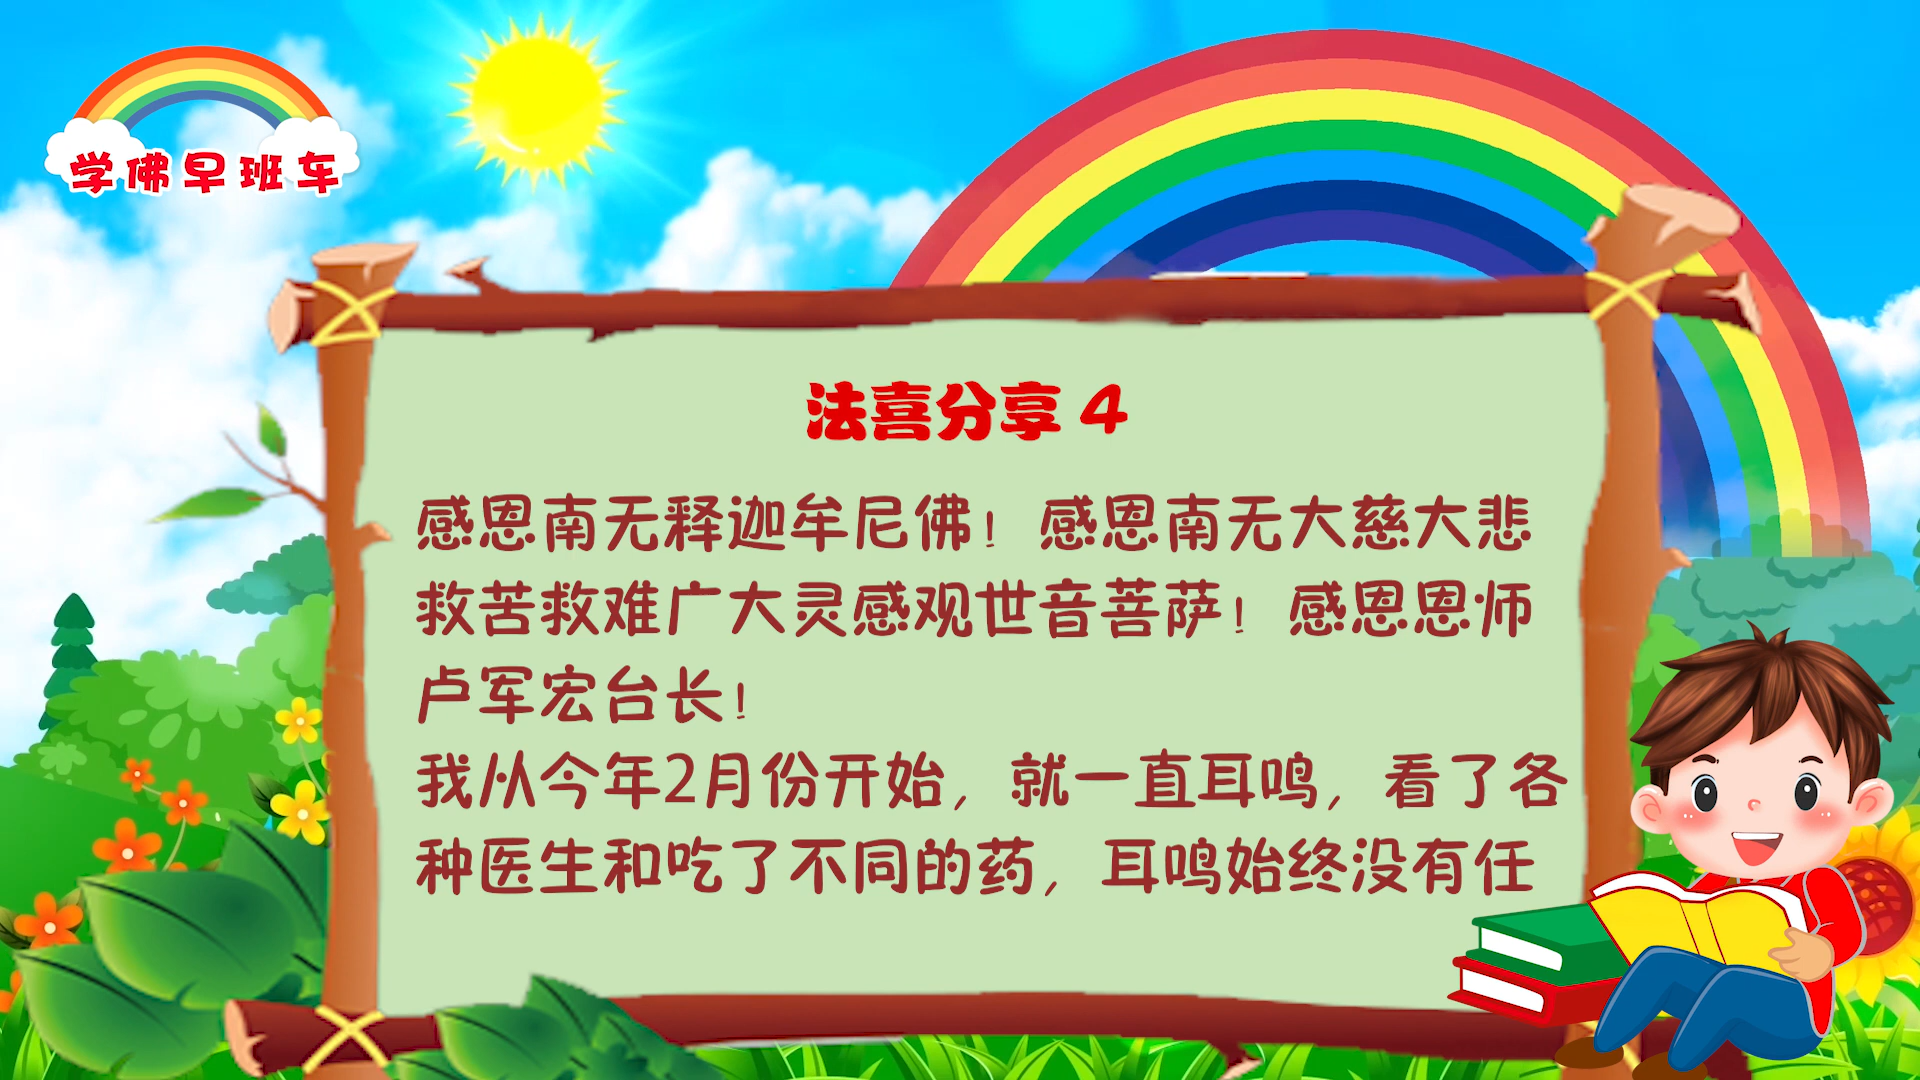 学佛早班车
法喜分享 4
感恩南无释迦牟尼佛！感恩南无大慈大悲
救苦救难广大灵感观世音菩萨！感恩恩师
卢军宏台长！
我从今年2月份开始，就一直耳鸣，看了各
种医生和吃了不同的药，耳鸣始终没有任